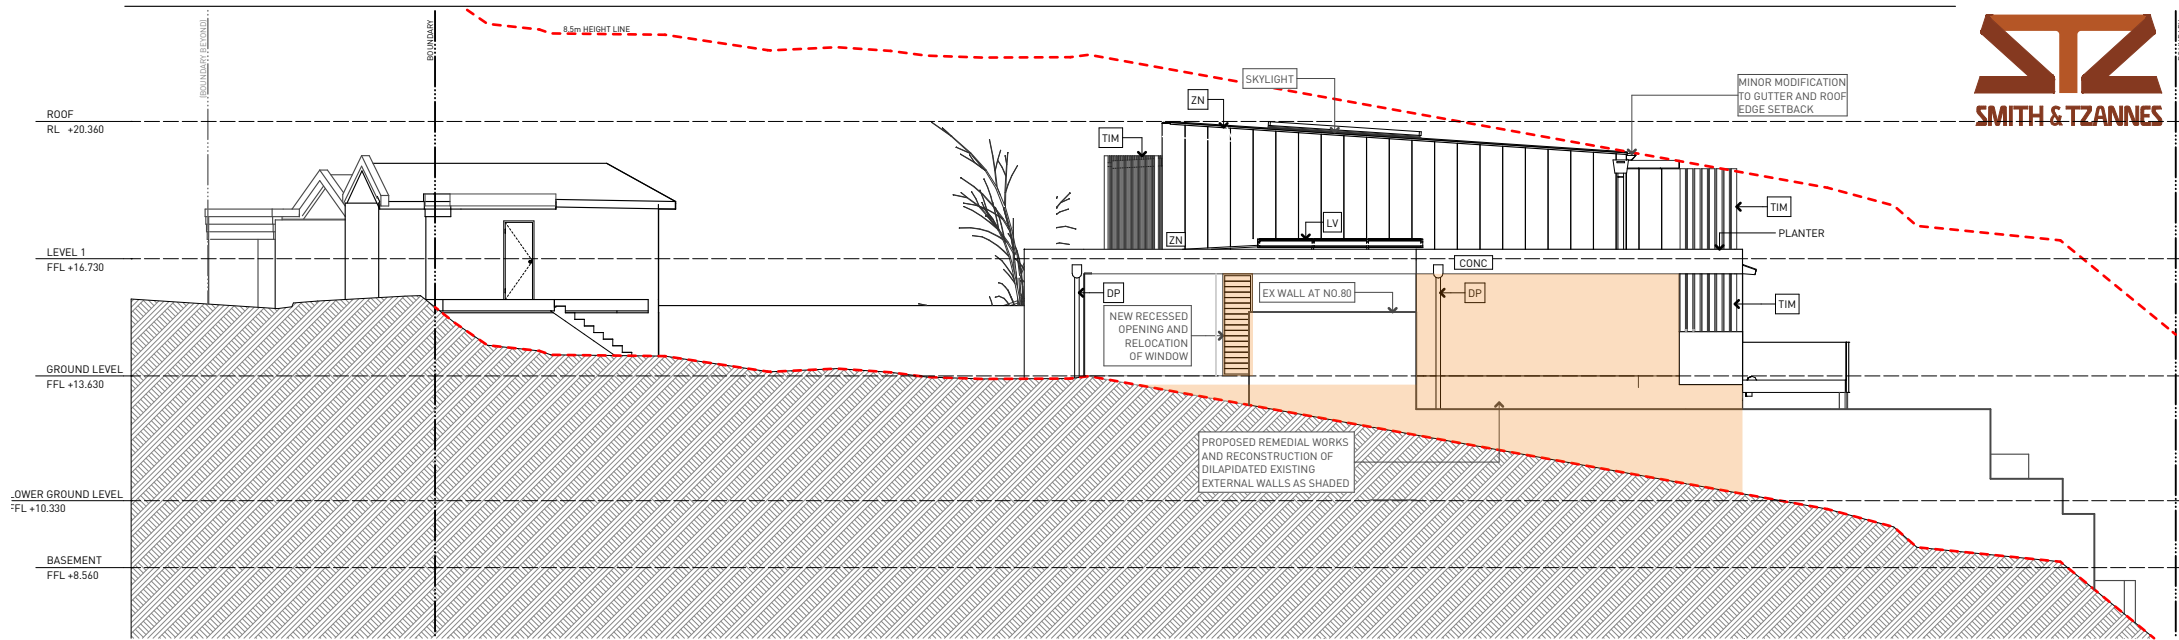 (BOUNDARY BEYOND)
BOUNDARY
8.5m HEIGHT LINE
SKYLIGHT
MINOR MODIFICATION
TO GUTTER AND ROOF
EDGE SETBACK
SMITH & TZANNES
ROOF
RL +20.360
ZN
TIM
TIM
LV
PLANTER
ZN
LEVEL 1
FFL +16.730
CONC
DP
EX WALL AT NO.80
DP
TIM
NEW RECESSED
OPENING AND
RELOCATION
OF WINDOW
GROUND LEVEL
FFL +13.630
PROPOSED REMEDIAL WORKS
AND RECONSTRUCTION OF
DILAPIDATED EXISTING
EXTERNAL WALLS AS SHADED
OWER GROUND LEVEL
FFL +10.330
BASEMENT
FFL +8.560